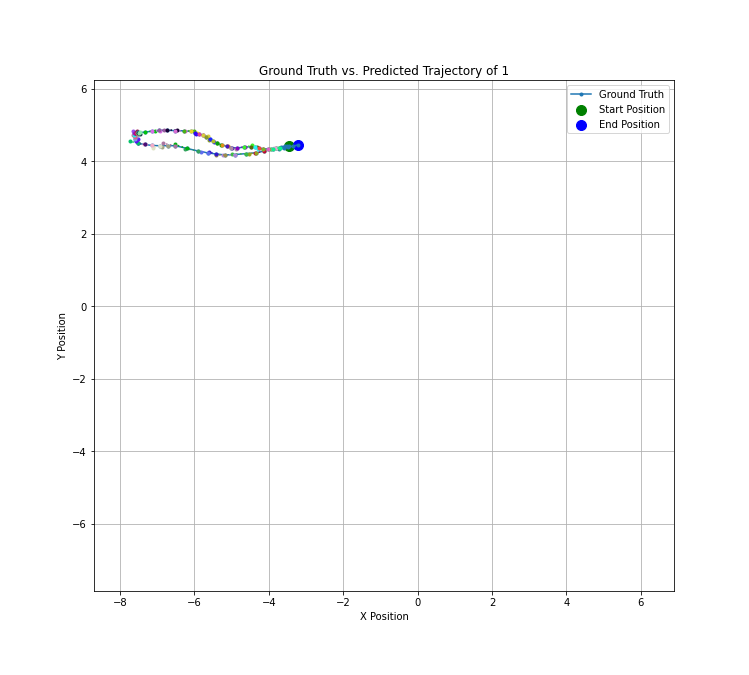 Ground Truth vs. Predicted Trajectory of 1
Ground Truth
Start Position
End Position
6
4
2
0
−2
−4
−6
Y Position
−8 −6 −4 −2 0 2 4 6
X Position